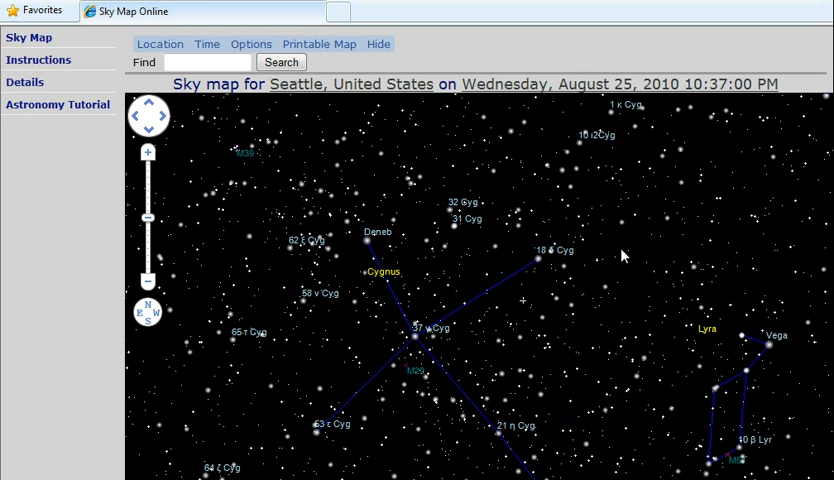 Favorites
Sky Map Online
Sky Map
Instructions
Details
Astronomy Tutorial
Location Time Options Printable Map Hide
Find Search
Sky map for Seattle, United States on Wednesday, August 25, 2010 10:37:00 PM
1 κ Cyg
10 ι2Cyg
M39
32 Cyg
31 Cyg
Deneb
62 ξ Cyg
18 δ Cyg
Cygnus
58 ν Cyg
N
E W
S
65 τ Cyg
37 γ Cyg
Lyra
Vega
M29
53 ε Cyg
21 η Cyg
10 β Lyr
64 ζ Cyg